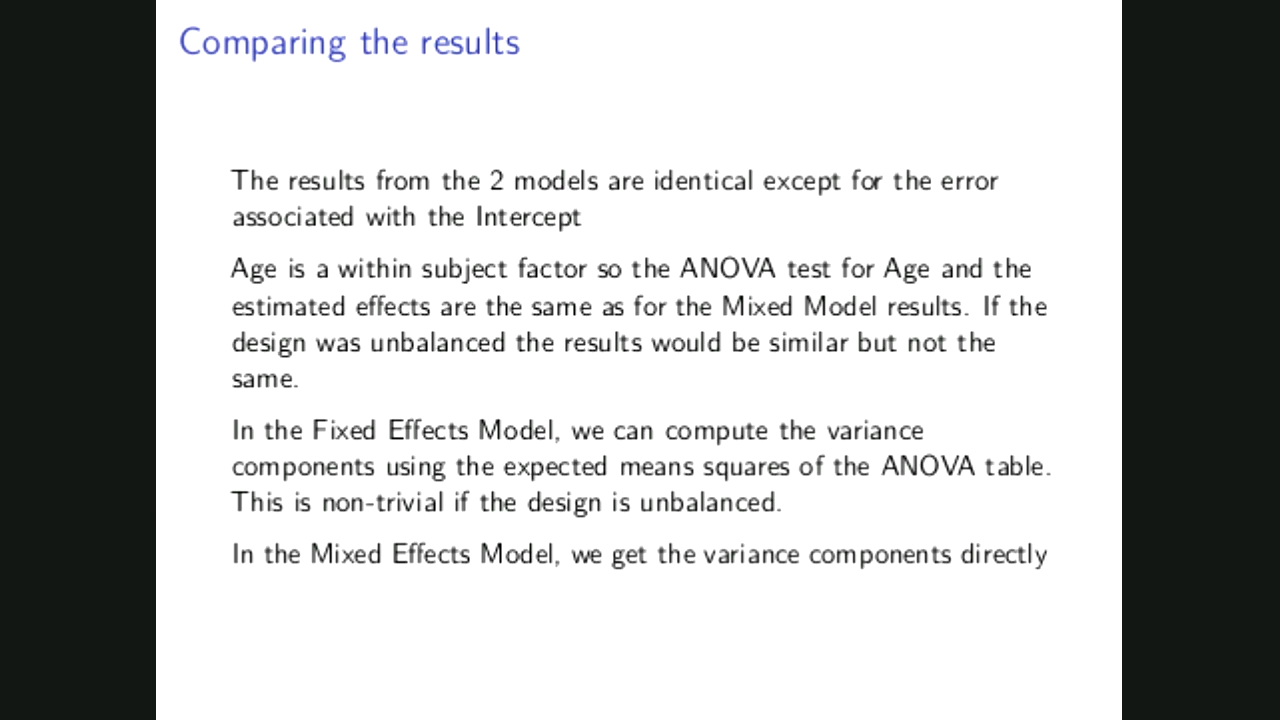 Comparing the results
The results from the 2 models are identical except for the error
associated with the Intercept
Age is a within subject factor so the ANOVA test for Age and the
estimated effects are the same as for the Mixed Model results. If the
design was unbalanced the results would be similar but not the
same.
In the Fixed Effects Model, we can compute the variance
components using the expected means squares of the ANOVA table.
This is non-trivial if the design is unbalanced.
In the Mixed Effects Model, we get the variance components directly